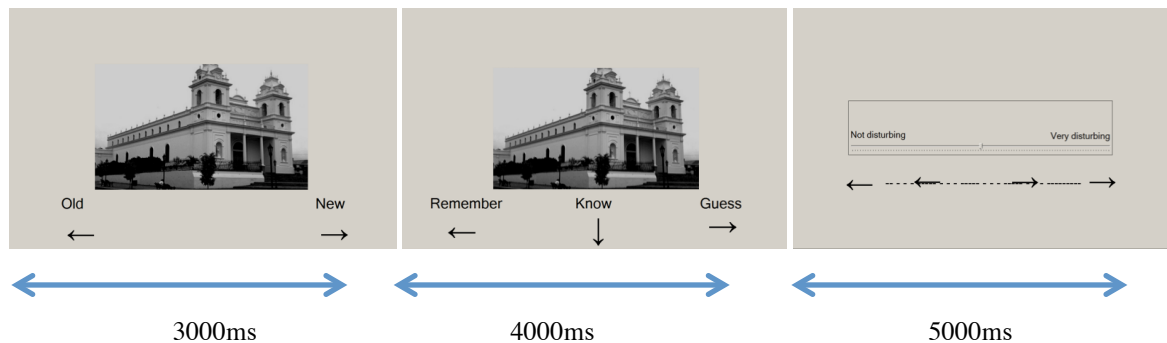 Old New
Remember Know Guess
Not disturbing Very disturbing
3000ms 4000ms 5000ms